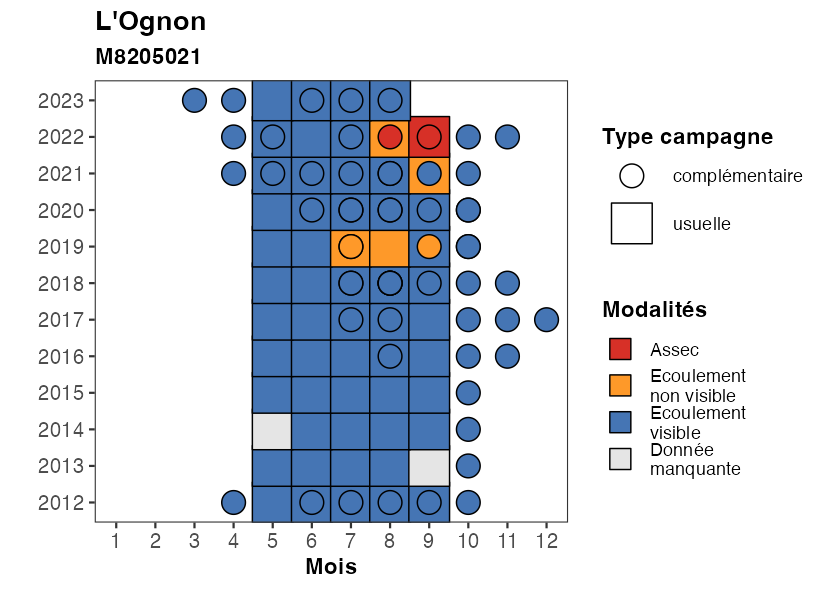 L'Ognon
M8205021
2023
2022
2021
2020
2019
2018
2017
2016
2015
2014
2013
2012
1 2 3 4 5 6 7 8 9 10 11 12
Mois
Type campagne
complémentaire
usuelle
Modalités
Assec
Ecoulement
non visible
Ecoulement
visible
Donnée
manquante